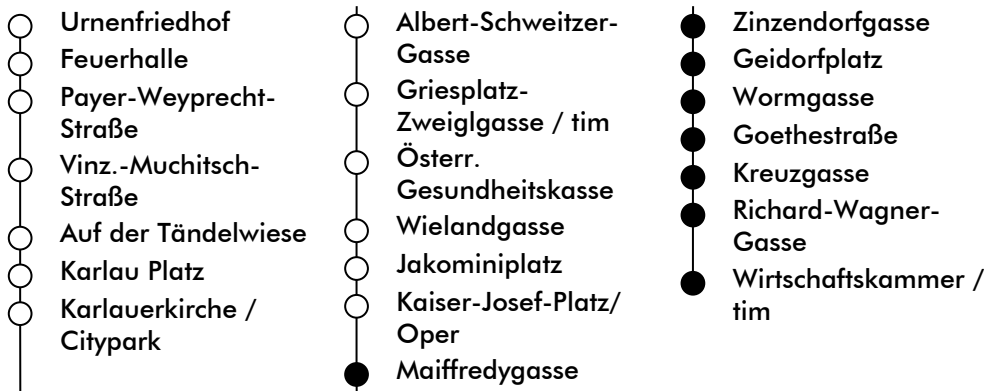 Urnenfriedhof
Feuerhalle
Payer-Weyprecht-
Straße
Vinz.-Muchitsch-
Straße
Auf der Tändelwiese
Karlau Platz
Karlauerkirche /
Citypark
Albert-Schweitzer-
Gasse
Griesplatz-
Zweiglgasse / tim
Österr.
Gesundheitskasse
Wielandgasse
Jakominiplatz
Kaiser-Josef-Platz/
Oper
Maiffredygasse
Zinzendorfgasse
Geidorfplatz
Wormgasse
Goethestraße
Kreuzgasse
Richard-Wagner-
Gasse
Wirtschaftskammer /
tim